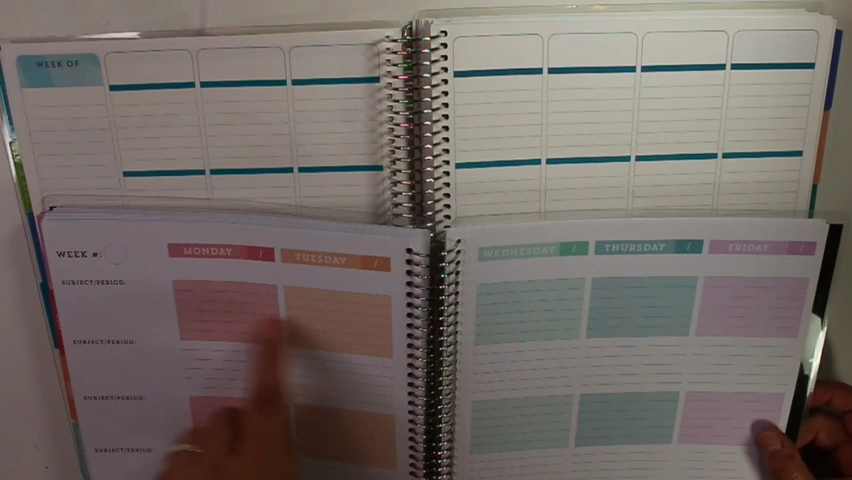 WEEK OF
WEEK #:
MONDAY /
TUESDAY /
WEDNESDAY /
THURSDAY /
FRIDAY /
SUBJECT/PERIOD:
SUBJECT/PERIOD:
SUBJECT/PERIOD:
SUBJECT/PERIOD: